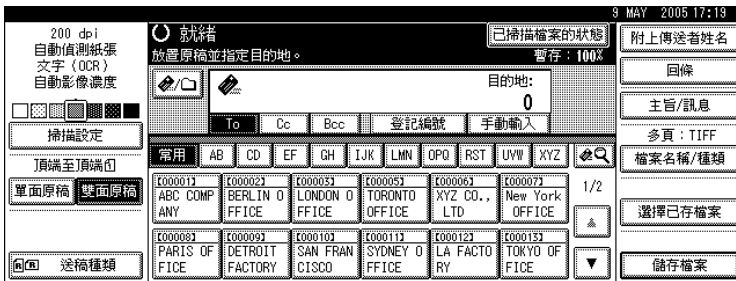 9 MAY 2005 17:19
200 dpi
自動偵測紙張
文字 (OCR)
自動影像濃度
掃描設定
頂端至頂端
單面原稿
雙面原稿
送稿種類
就緒
已掃描檔案的狀態
放置原稿並指定目的地。
暫存:100%
目的地:
0
To
Cc
Bcc
登記編號
手動輸入
常用
AB
CD
EF
GH
IJK
LMN
OPQ
RST
UVW
XYZ
[00001]
ABC COMP
ANY
[00002]
BERLIN O
FFICE
[00003]
LONDON O
FFICE
[00005]
TORONTO
OFFICE
[00006]
XYZ CO.,
LTD
[00007]
New York
OFFICE
1/2
[00008]
PARIS OF
FICE
[00009]
DETROIT
FACTORY
[00010]
SAN FRAN
CISCO
[00011]
SYDNEY O
FFICE
[00012]
LA FACTO
RY
[00013]
TOKYO OF
FICE
附上傳送者姓名
回條
主旨/訊息
多頁:TIFF
檔案名稱/種類
選擇已存檔案
儲存檔案